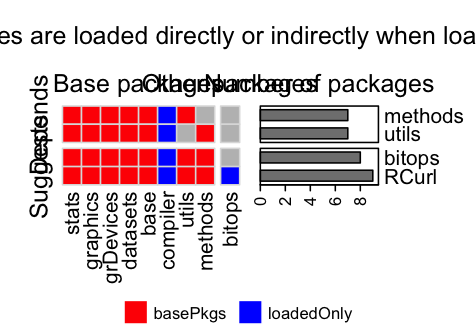 es are loaded directly or indirectly when loa
Base packages Other packages Number of packages
Depends
Suggests
methods
utils
bitops
RCurl
stats
graphics
grDevices
datasets
base
compiler
utils
methods
bitops
0 2 4 6 8
basePkgs loadedOnly